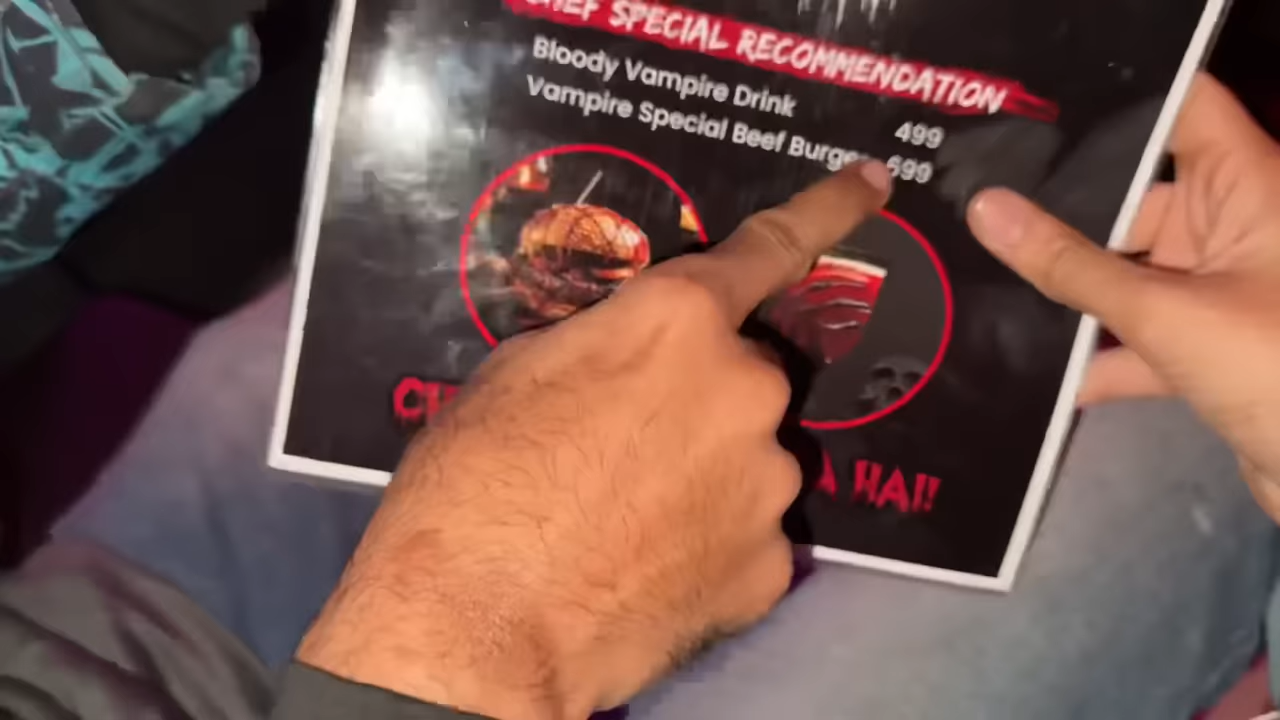 CHEF SPECIAL RECOMMENDATION
Bloody Vampire Drink 499
Vampire Special Beef Burger 699
HAI!